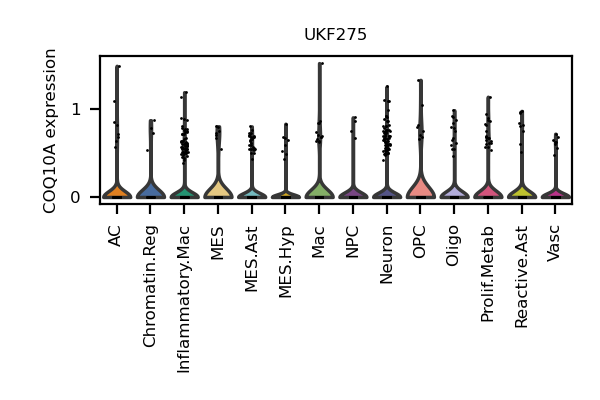 UKF275
COQ10A expression
1
0
AC
Chromatin.Reg
Inflammatory.Mac
MES
MES.Ast
MES.Hyp
Mac
NPC
Neuron
OPC
Oligo
Prolif.Metab
Reactive.Ast
Vasc